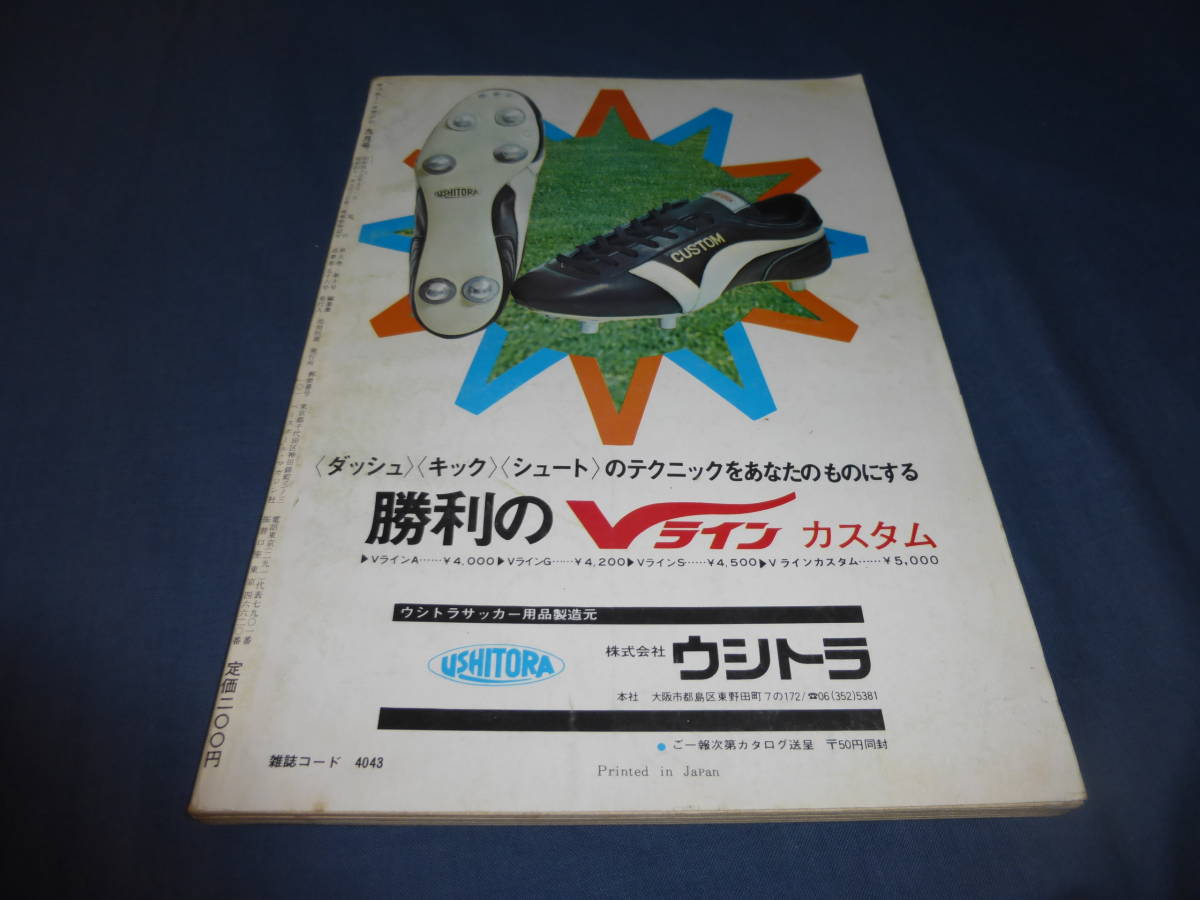 USHITORA
CUSTOM
〈ダッシュ〉〈キック〉〈シュート〉のテクニックをあなたのものにする
勝利の Vライン カスタム
▶VラインA……¥4,000▶VラインG……¥4,200▶VラインS……¥4,500▶Vラインカスタム……¥5,000
ウシトラサッカー用品製造元
USHITORA
株式会社 ウシトラ
本社 大阪市都島区東野田町7の172/☎06(352)5381
●ご一報次第カタログ送呈 〒50円同封
雑誌コード 4043
Printed in Japan
定価二〇〇円